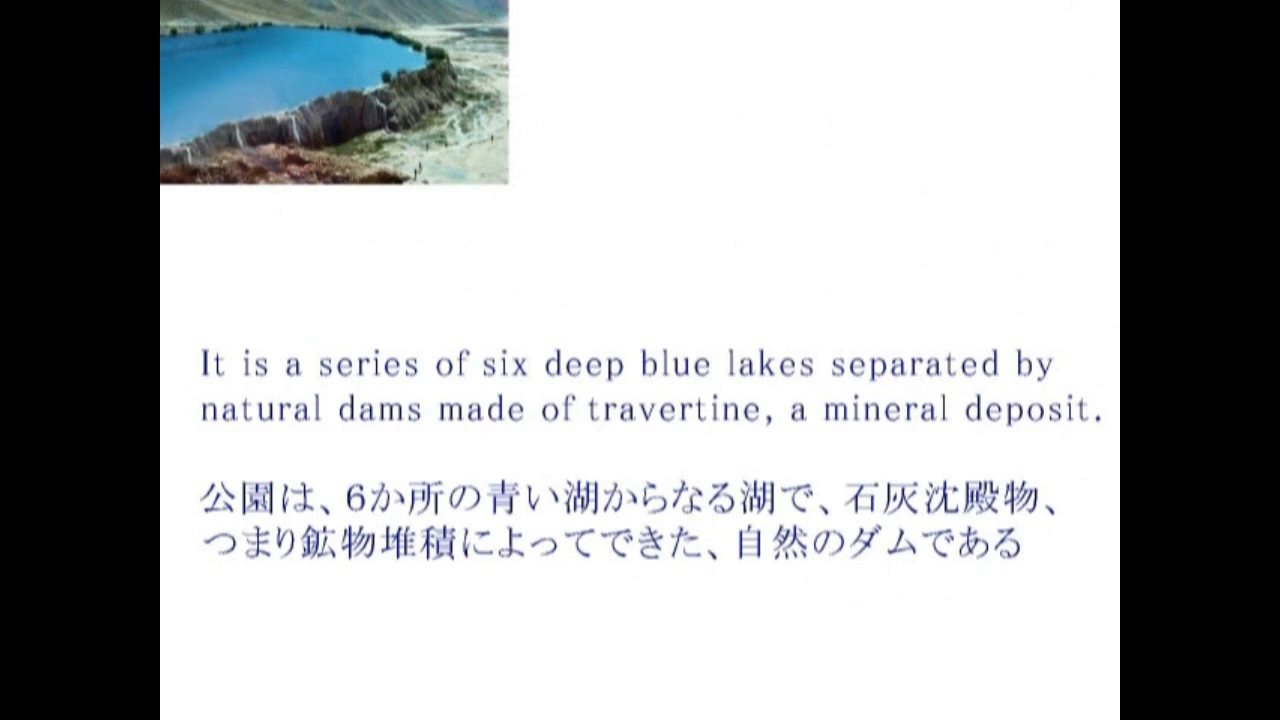 It is a series of six deep blue lakes separated by
natural dams made of travertine, a mineral deposit.
公園は、6か所の青い湖からなる湖で、石灰沈殿物、
つまり鉱物堆積によってできた、自然のダムである